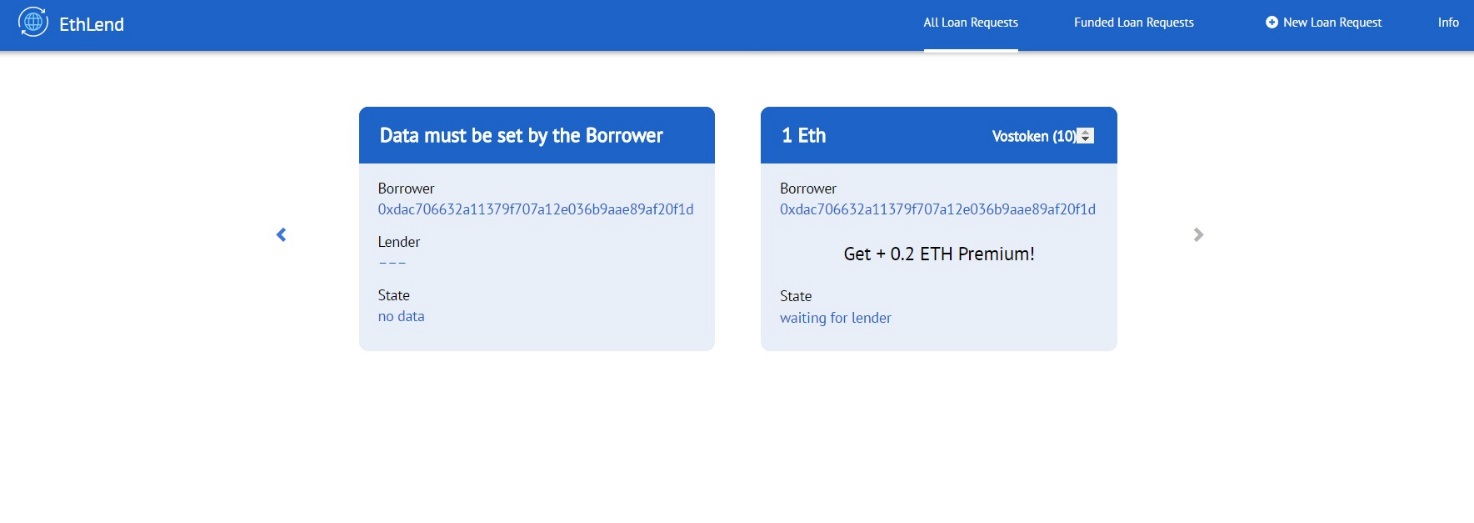 EthLend
All Loan Requests
Funded Loan Requests
New Loan Request
Info
Data must be set by the Borrower
Borrower
0xdac706632a11379f707a12e036b9aae89af20f1d
Lender
---
State
no data
1 Eth
Vostoken (10)
Borrower
0xdac706632a11379f707a12e036b9aae89af20f1d
Get + 0.2 ETH Premium!
State
waiting for lender